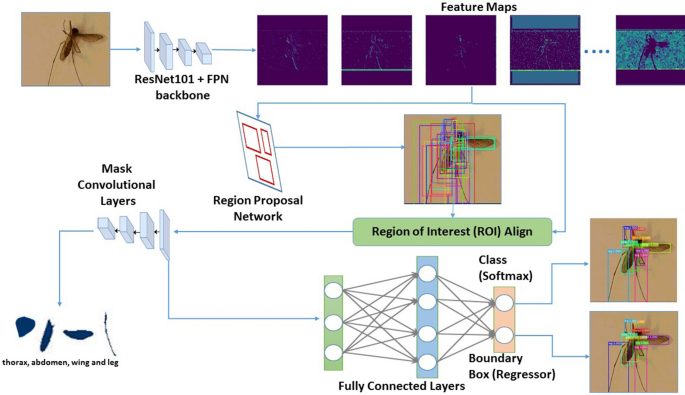 Feature Maps
ResNet101 + FPN
backbone
Region Proposal
Network
Mask
Convolutional
Layers
Region of Interest (ROI) Align
Class
(Softmax)
thorax, abdomen, wing and leg
Boundary
Box (Regressor)
Fully Connected Layers